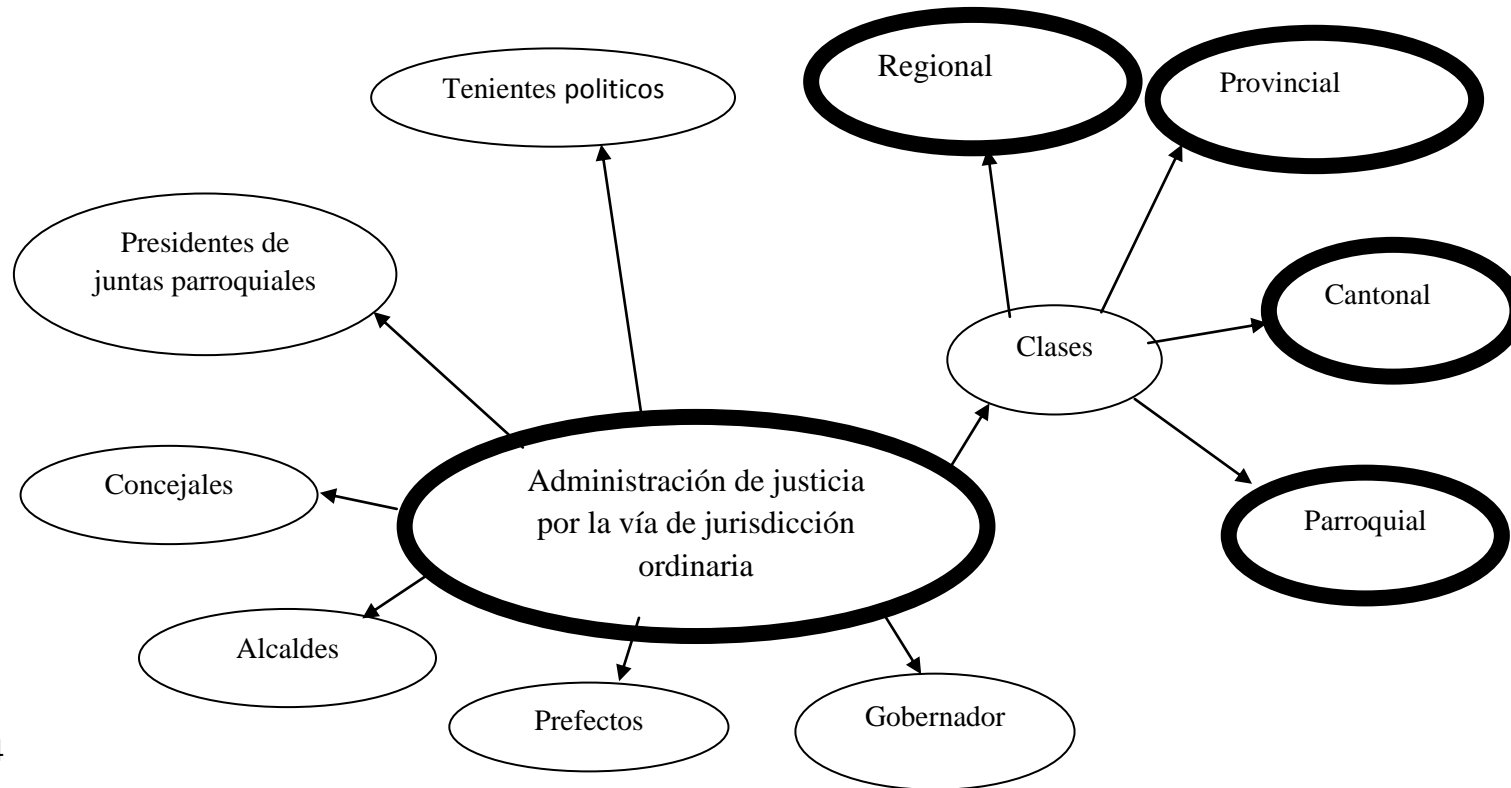 Regional
Provincial
Tenientes politicos
Presidentes de
juntas parroquiales
Cantonal
Clases
Concejales
Administración de justicia
por la vía de jurisdicción
ordinaria
Parroquial
Alcaldes
Prefectos
Gobernador